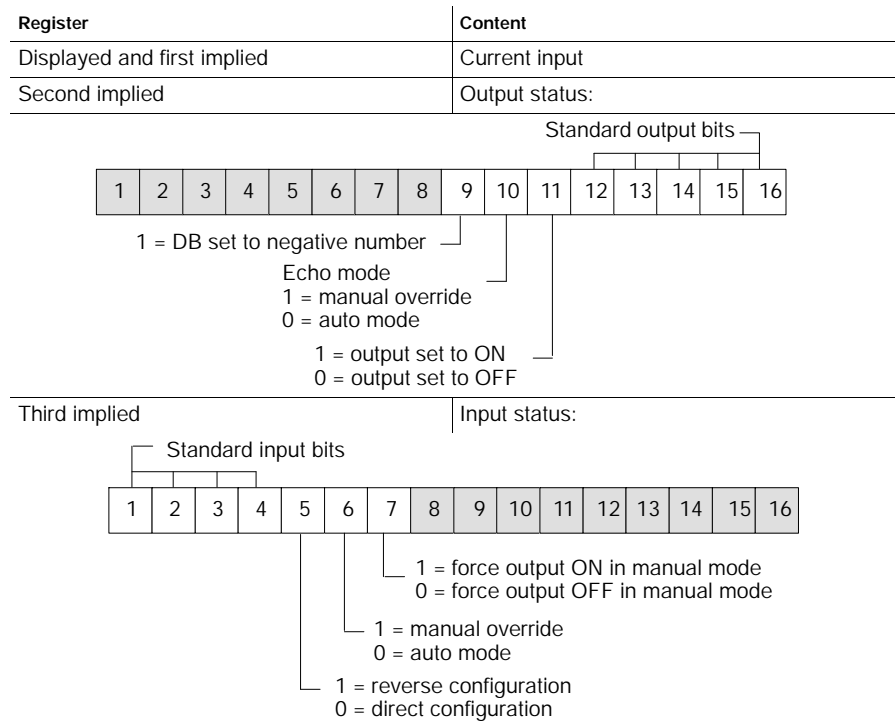 Register Content
Displayed and first implied Current input
Second implied Output status:
Standard output bits
1 2 3 4 5 6 7 8 9 10 11 12 13 14 15 16
1 = DB set to negative number
Echo mode
1 = manual override
0 = auto mode
1 = output set to ON
0 = output set to OFF
Third implied Input status:
Standard input bits
1 2 3 4 5 6 7 8 9 10 11 12 13 14 15 16
1 = force output ON in manual mode
0 = force output OFF in manual mode
1 = manual override
0 = auto mode
1 = reverse configuration
0 = direct configuration